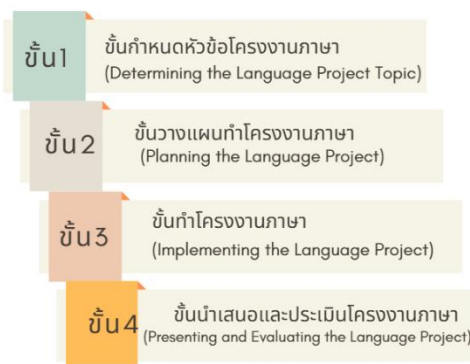 ขั้น1
ขั้นกำหนดหัวข้อโครงงานภาษา
(Determining the Language Project Topic)
ขั้น2
ขั้นวางแผนทำโครงงานภาษา
(Planning the Language Project)
ขั้น3
ขั้นทำโครงงานภาษา
(Implementing the Language Project)
ขั้น4
ขั้นนำเสนอและประเมินโครงงานภาษา
(Presenting and Evaluating the Language Project)